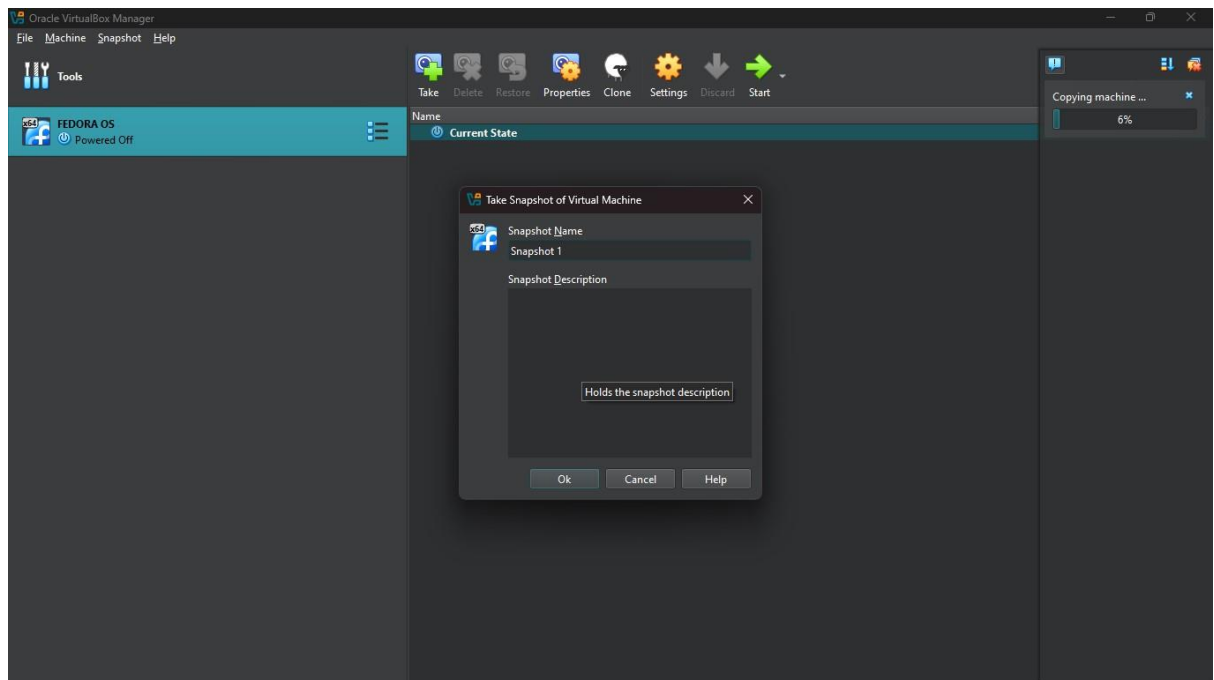 Oracle VirtualBox Manager
File Machine Snapshot Help
Tools
Take Delete Restore Properties Clone Settings Discard Start
x64 FEDORA OS
Powered Off
Name
Current State
Copying machine ...
6%
Take Snapshot of Virtual Machine
x64
Snapshot Name
Snapshot 1
Snapshot Description
Holds the snapshot description
Ok Cancel Help